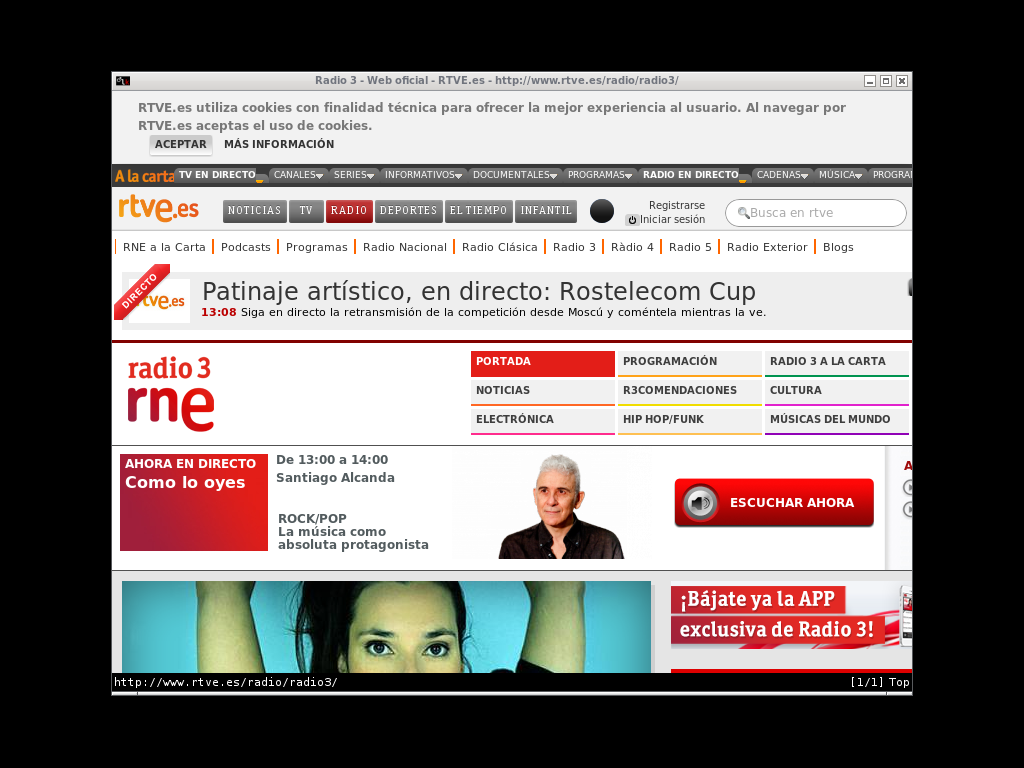 Radio 3 - Web oficial - RTVE.es - http://www.rtve.es/radio/radio3/
RTVE.es utiliza cookies con finalidad técnica para ofrecer la mejor experiencia al usuario. Al navegar por
RTVE.es aceptas el uso de cookies.
ACEPTAR MÁS INFORMACIÓN
A la carta TV EN DIRECTO CANALES SERIES INFORMATIVOS DOCUMENTALES PROGRAMAS RADIO EN DIRECTO CADENAS MÚSICA PROGRAI
rtve.es NOTICIAS TV RADIO DEPORTES EL TIEMPO INFANTIL Registrarse
Iniciar sesión
Busca en rtve
RNE a la Carta Podcasts Programas Radio Nacional Radio Clásica Radio 3 Ràdio 4 Radio 5 Radio Exterior Blogs
DIRECTO
rtve.es
Patinaje artístico, en directo: Rostelecom Cup
13:08 Siga en directo la retransmisión de la competición desde Moscú y coméntela mientras la ve.
radio 3
rne
PORTADA PROGRAMACIÓN RADIO 3 A LA CARTA
NOTICIAS R3COMENDACIONES CULTURA
ELECTRÓNICA HIP HOP/FUNK MÚSICAS DEL MUNDO
AHORA EN DIRECTO
Como lo oyes
De 13:00 a 14:00
Santiago Alcanda
ROCK/POP
La música como
absoluta protagonista
ESCUCHAR AHORA
A
¡Bájate ya la APP
exclusiva de Radio 3!
http://www.rtve.es/radio/radio3/ [1/1] Top